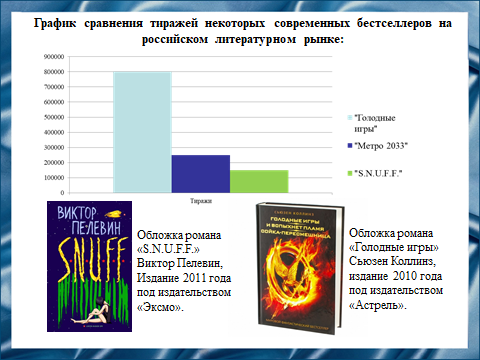 График сравнения тиражей некоторых современных бестселлеров на
российском литературном рынке:
900000
800000
700000
600000
500000
400000
300000
200000
100000
0
Тиражи
"Голодные
игры"
"Метро 2033"
"S.N.U.F.F."
ВИКТОР
ПЕЛЕВИН
SNUFF
Обложка романа
«S.N.U.F.F.»
Виктор Пелевин,
Издание 2011 года
под издательством
«Эксмо».
ГОЛОДНЫЕ ИГРЫ
И ВСПЫХНЕТ ПЛАМЯ
СОЙКА-ПЕРЕСМЕШНИЦА
Обложка романа
«Голодные игры»
Сьюзен Коллинз,
издание 2010 года
под издательством
«Астрель».